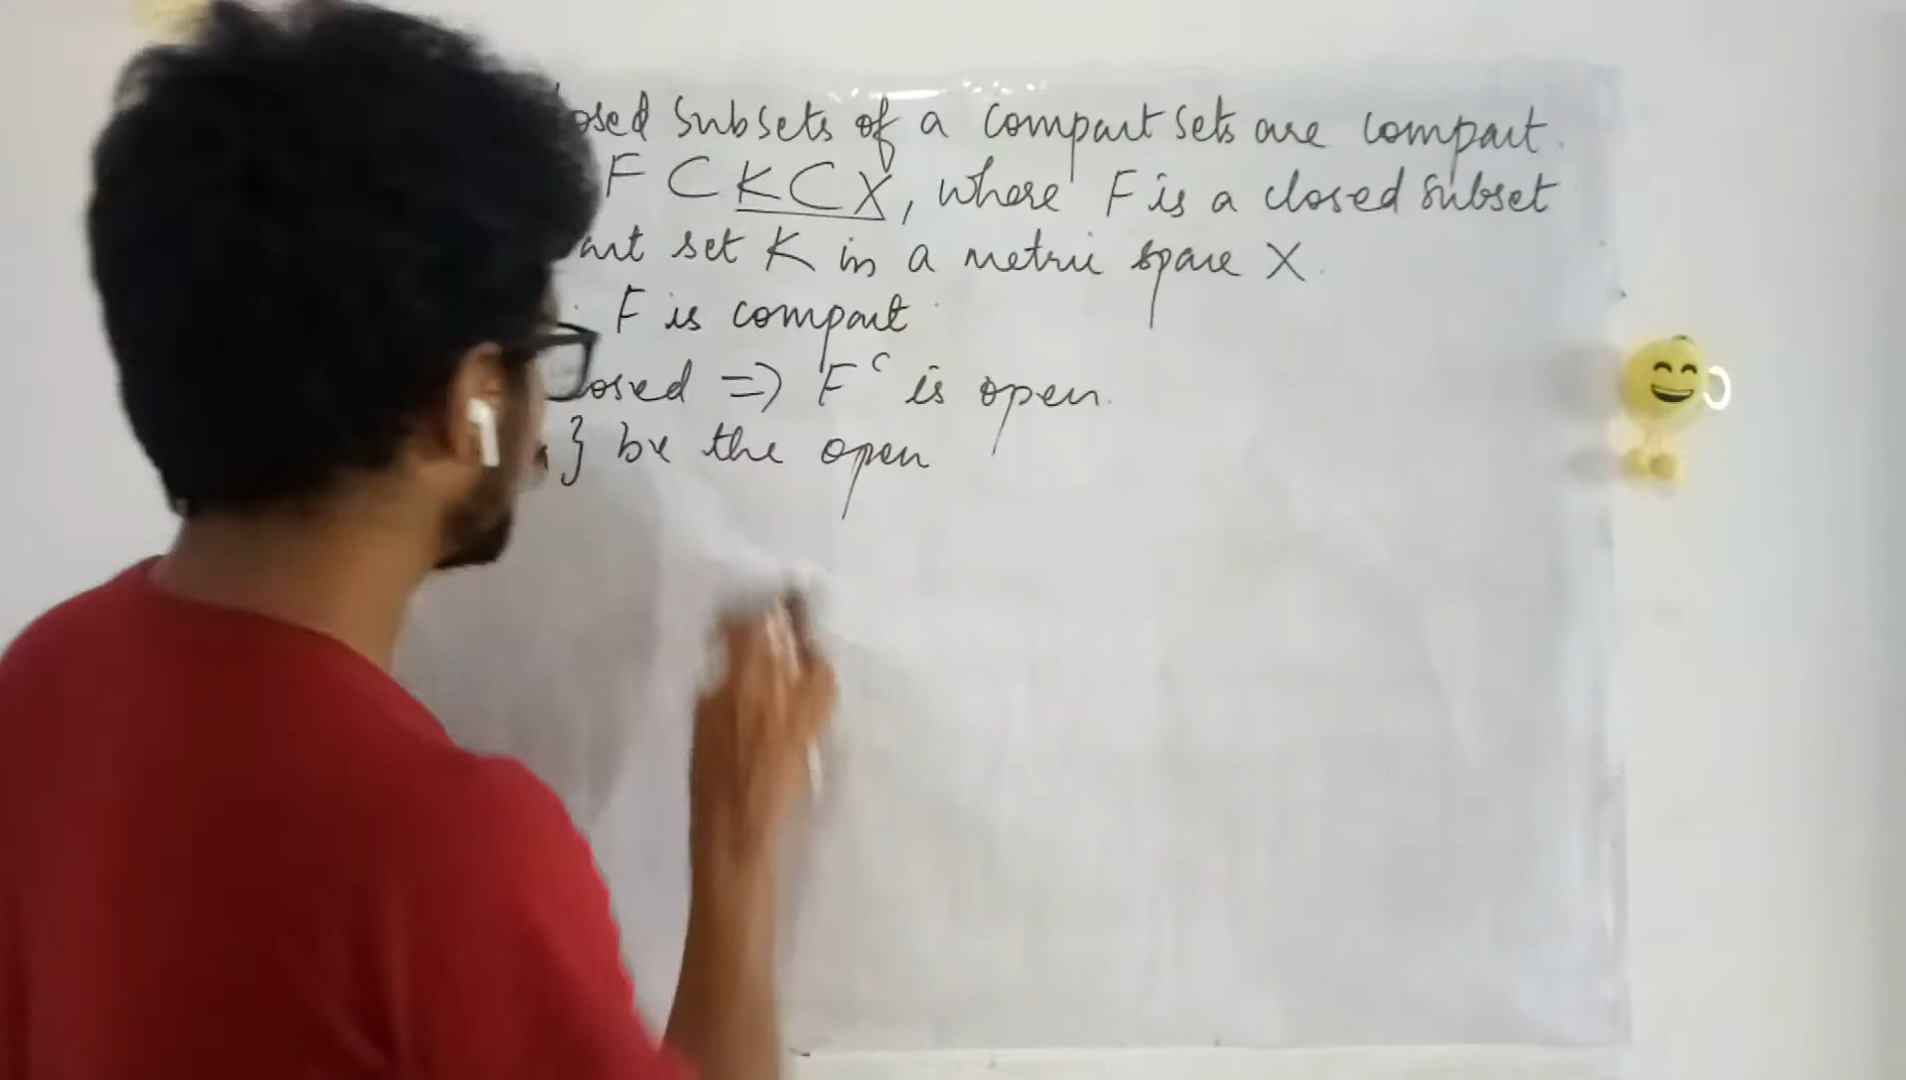 osed Subsets of a compact sets are compact.
F ⊂ K ⊂ X, where F is a closed subset
act set K in a metric space X.
F is compact
losed => F^c is open.
} be the open